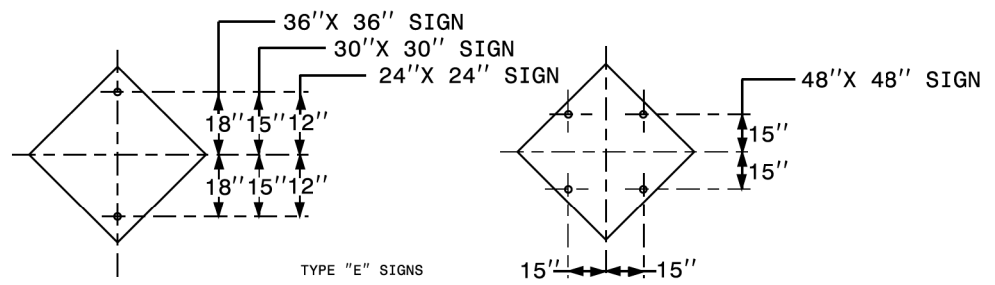 36"X 36" SIGN
30"X 30" SIGN
24"X 24" SIGN
48"X 48" SIGN
18" 15" 12"
15"
18" 15" 12"
15"
TYPE "E" SIGNS
15" 15"